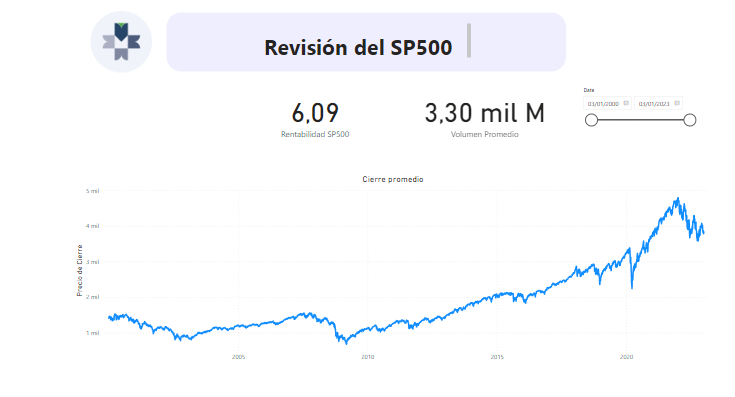 Revisión del SP500
6,09
Rentabilidad SP500
3,30 mil M
Volumen Promedio
Date
03/01/2000
03/01/2023
Cierre promedio
Precio de Cierre
5 mil
4 mil
3 mil
2 mil
1 mil
2005
2010
2015
2020